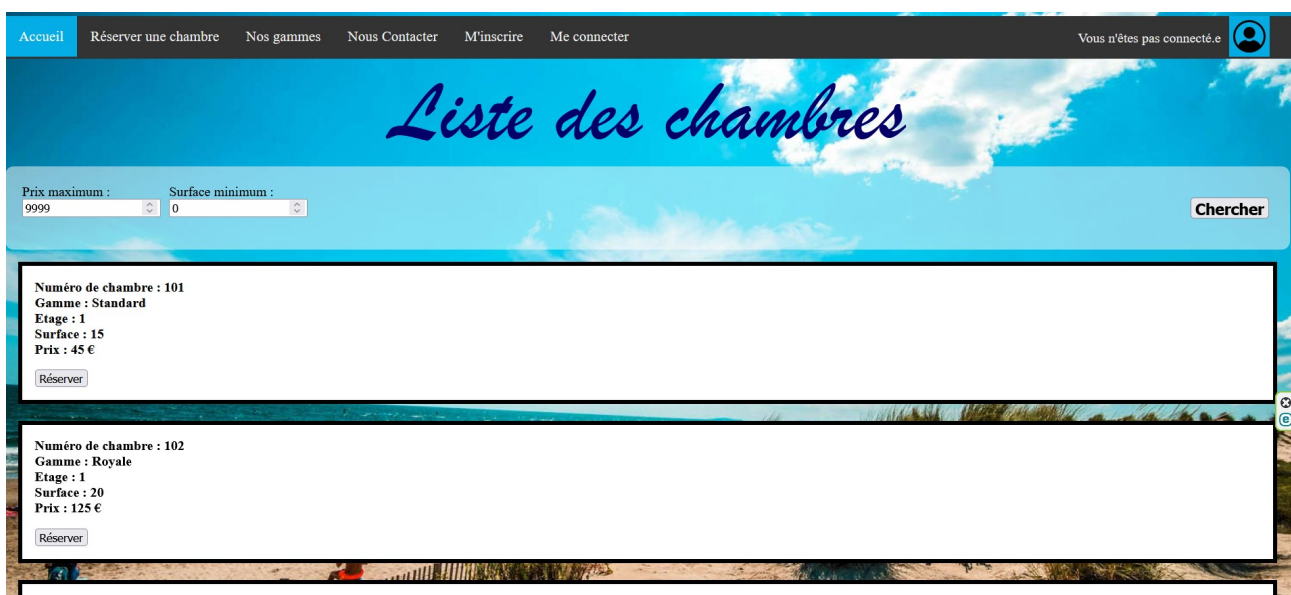 Accueil Réserver une chambre Nos gammes Nous Contacter M'inscrire Me connecter Vous n'êtes pas connecté.e
Liste des chambres
Prix maximum : Surface minimum :
9999 0
Chercher
Numéro de chambre : 101
Gamme : Standard
Etage : 1
Surface : 15
Prix : 45 €
Réserver
Numéro de chambre : 102
Gamme : Royale
Etage : 1
Surface : 20
Prix : 125 €
Réserver